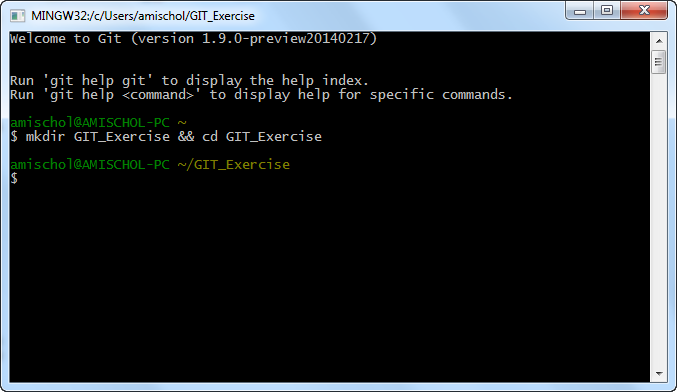 MINGW32:/c/Users/amischol/GIT_Exercise
Welcome to Git (version 1.9.0-preview20140217)
Run 'git help git' to display the help index.
Run 'git help <command>' to display help for specific commands.
amischol@AMISCHOL-PC ~
$ mkdir GIT_Exercise && cd GIT_Exercise
amischol@AMISCHOL-PC ~/GIT_Exercise
$